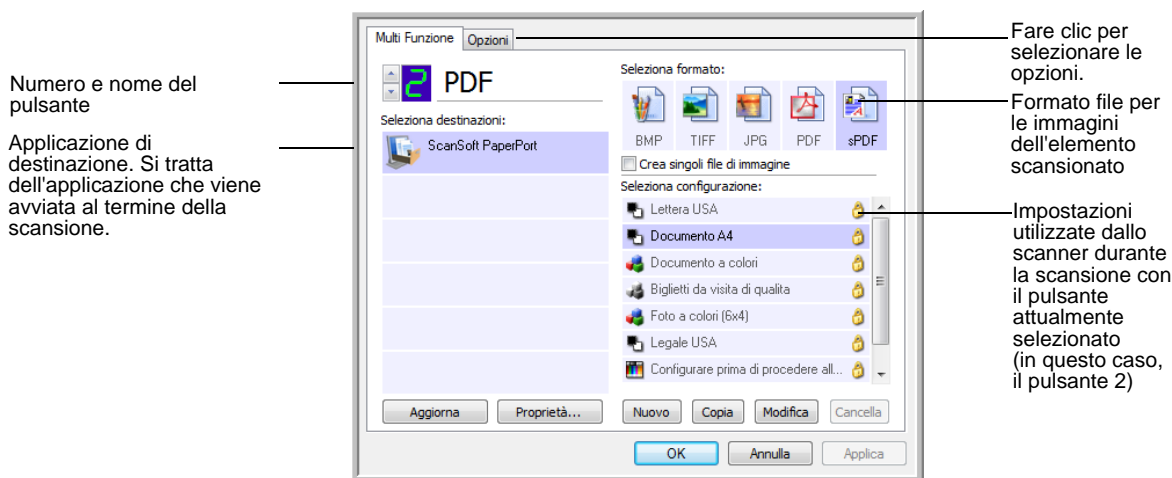 Numero e nome del
pulsante
Applicazione di
destinazione. Si tratta
dell'applicazione che viene
avviata al termine della
scansione.
Multi Funzione
Opzioni
2
PDF
Seleziona destinazioni:
ScanSoft PaperPort
Aggiorna
Proprietà...
Seleziona formato:
BMP
TIFF
JPG
PDF
sPDF
Crea singoli file di immagine
Seleziona configurazione:
Lettera USA
Documento A4
Documento a colori
Biglietti da visita di qualita
Foto a colori (6x4)
Legale USA
Configurare prima di procedere all...
Nuovo
Copia
Modifica
Cancella
OK
Annulla
Applica
Fare clic per
selezionare le
opzioni.
Formato file per
le immagini
dell'elemento
scansionato
Impostazioni
utilizzate dallo
scanner durante
la scansione con
il pulsante
attualmente
selezionato
(in questo caso,
il pulsante 2)